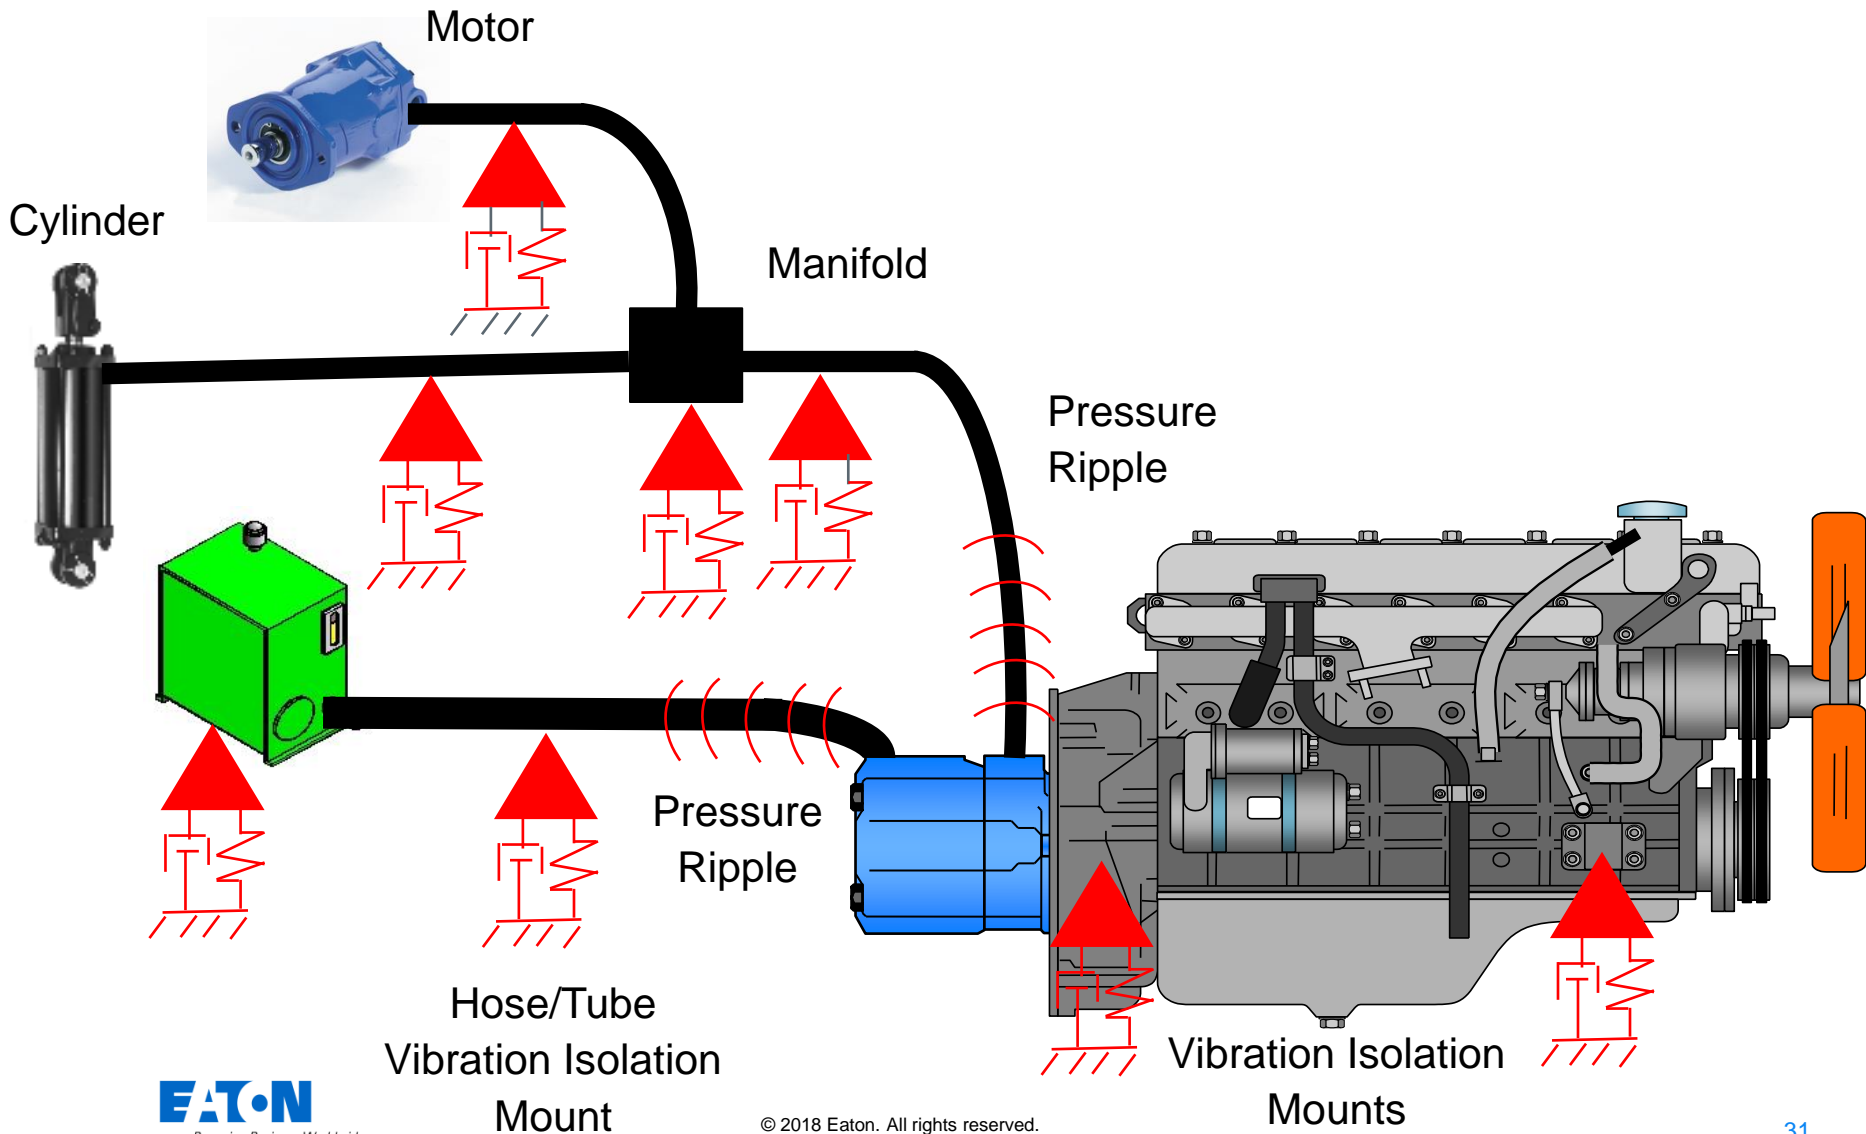 Motor
Cylinder
Manifold
Pressure
Ripple
Pressure
Ripple
Hose/Tube
Vibration Isolation
Mount
Vibration Isolation
Mounts
EATON
© 2018 Eaton. All rights reserved.
31